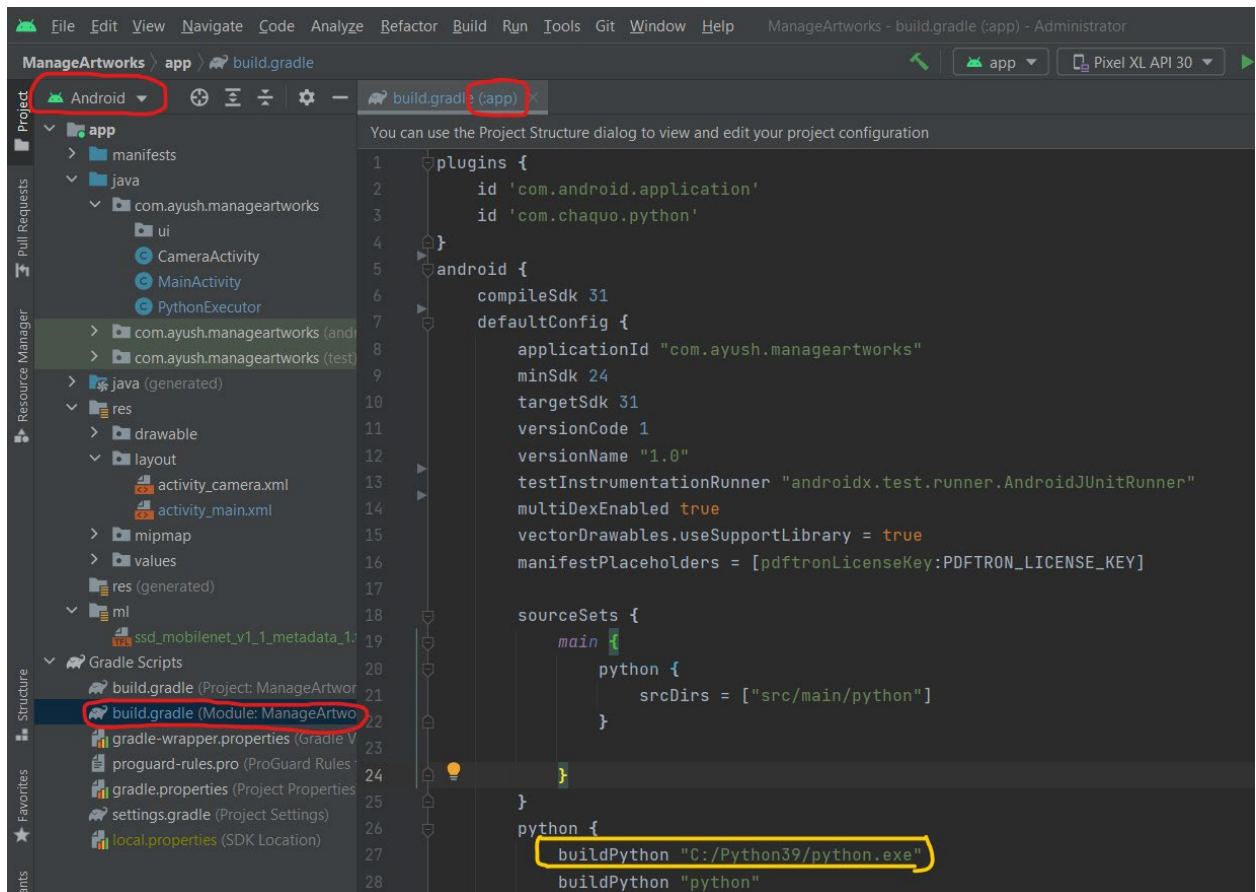 File Edit View Navigate Code Analyze Refactor Build Run Tools Git Window Help ManageArtworks - build.gradle (:app) - Administrator
ManageArtworks app build.gradle app Pixel XL API 30
Project
Pull Requests
Resource Manager
Structure
Favorites
Android
app
manifests
java
com.ayush.manageartworks
ui
CameraActivity
MainActivity
PythonExecutor
com.ayush.manageartworks (andr
com.ayush.manageartworks (test)
java (generated)
res
drawable
layout
activity_camera.xml
activity_main.xml
mipmap
values
res (generated)
ml
ssd_mobilenet_v1_1_metadata_1.
Gradle Scripts
build.gradle (Project: ManageArtwor
build.gradle (Module: ManageArtwo
gradle-wrapper.properties (Gradle V
proguard-rules.pro (ProGuard Rules
gradle.properties (Project Properties
settings.gradle (Project Settings)
local.properties (SDK Location)
build.gradle (:app)
You can use the Project Structure dialog to view and edit your project configuration
1 plugins {
2 id 'com.android.application'
3 id 'com.chaquo.python'
4 }
5 android {
6 compileSdk 31
7 defaultConfig {
8 applicationId "com.ayush.manageartworks"
9 minSdk 24
10 targetSdk 31
11 versionCode 1
12 versionName "1.0"
13 testInstrumentationRunner "androidx.test.runner.AndroidJUnitRunner"
14 multiDexEnabled true
15 vectorDrawables.useSupportLibrary = true
16 manifestPlaceholders = [pdftronLicenseKey:PDFTRON_LICENSE_KEY]
17
18 sourceSets {
19 main {
20 python {
21 srcDirs = ["src/main/python"]
22 }
23
24 }
25 }
26 python {
27 buildPython "C:/Python39/python.exe"
28 buildPython "python"